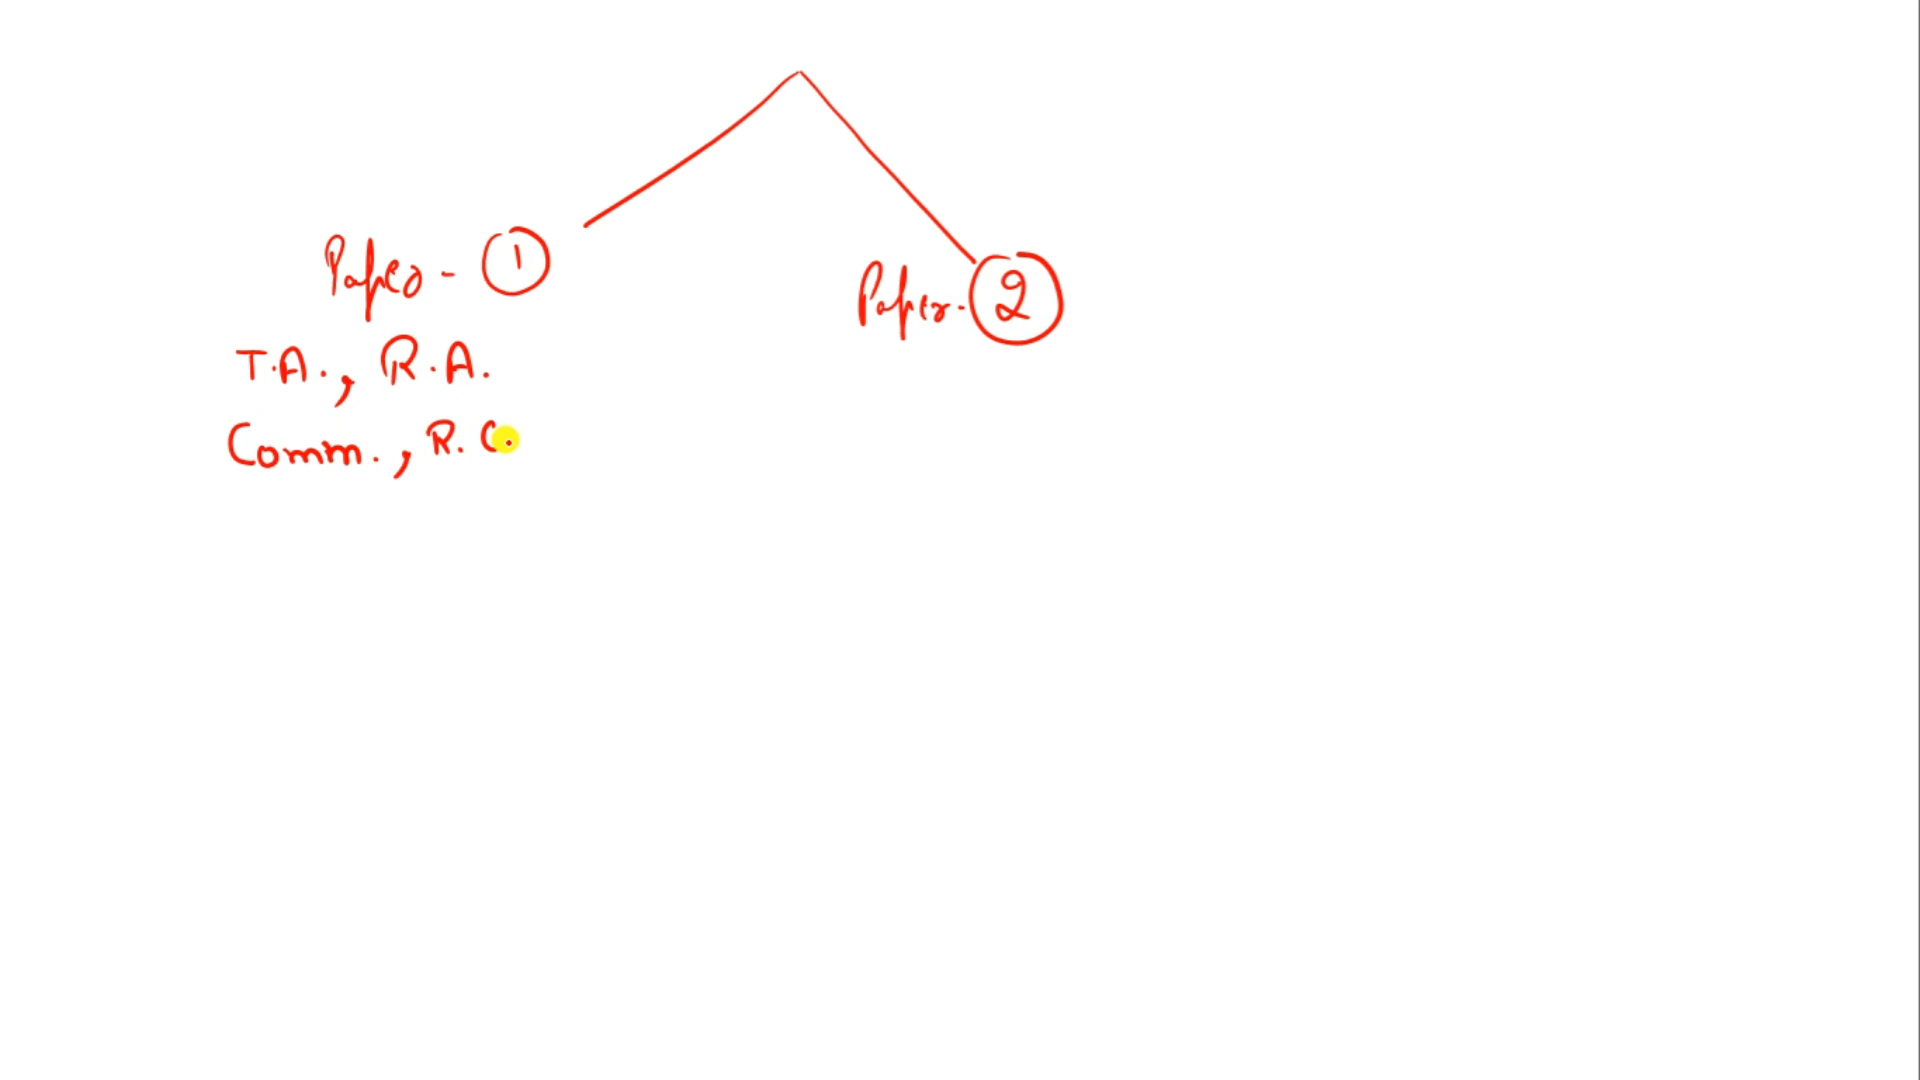 Paper - 1
Paper - 2
T.A., R.A.
Comm., R. C